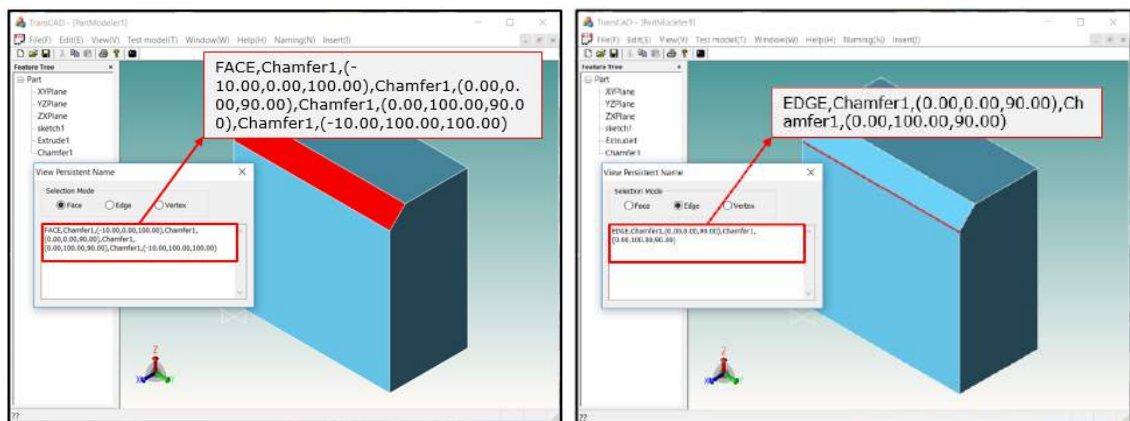 TransCAD - [PartModeler1]
File(F) Edit(E) View(V) Test model(T) Window(W) Help(H) Naming(N) Insert(I)
Feature Tree
Part
XYPlane
YZPlane
ZXPlane
sketch1
Extrude1
Chamfer1
FACE,Chamfer1,(-
10.00,0.00,100.00),Chamfer1,(0.00,0.
00,90.00),Chamfer1,(0.00,100.00,90.0
0),Chamfer1,(-10.00,100.00,100.00)
View Persistent Name
Selection Mode
Face Edge Vertex
FACE,Chamfer1,(-10.00,0.00,100.00),Chamfer1,
(0.00,0.00,90.00),Chamfer1,
(0.00,100.00,90.00),Chamfer1,(-10.00,100.00,100.00)
Z
X Y
??
TransCAD - [PartModeler1]
File(F) Edit(E) View(V) Test model(T) Window(W) Help(H) Naming(N) Insert(I)
Feature Tree
Part
XYPlane
YZPlane
ZXPlane
sketch1
Extrude1
Chamfer1
EDGE,Chamfer1,(0.00,0.00,90.00),Ch
amfer1,(0.00,100.00,90.00)
View Persistent Name
Selection Mode
Face Edge Vertex
EDGE,Chamfer1,(0.00,0.00,90.00),Chamfer1,
(0.00,100.00,90.00)
Z
X Y
??